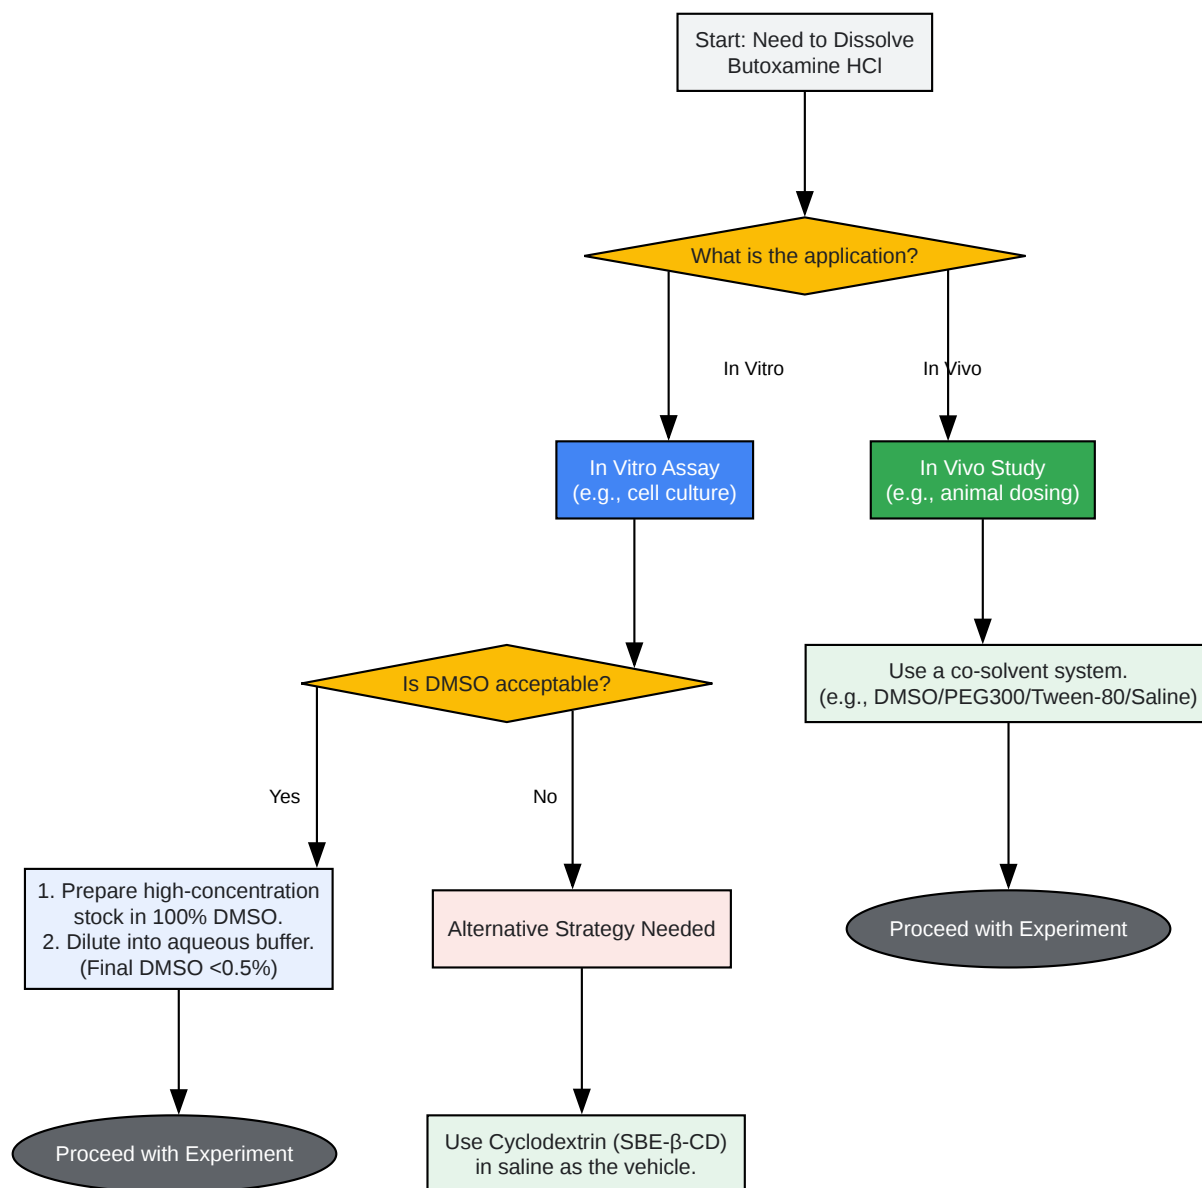 Start: Need to Dissolve
Butoxamine HCl
What is the application?
In Vitro
In Vivo
In Vitro Assay
(e.g., cell culture)
In Vivo Study
(e.g., animal dosing)
Is DMSO acceptable?
Use a co-solvent system.
(e.g., DMSO/PEG300/Tween-80/Saline)
Yes
No
1. Prepare high-concentration
stock in 100% DMSO.
2. Dilute into aqueous buffer.
(Final DMSO <0.5%)
Alternative Strategy Needed
Proceed with Experiment
Proceed with Experiment
Use Cyclodextrin (SBE-β-CD)
in saline as the vehicle.